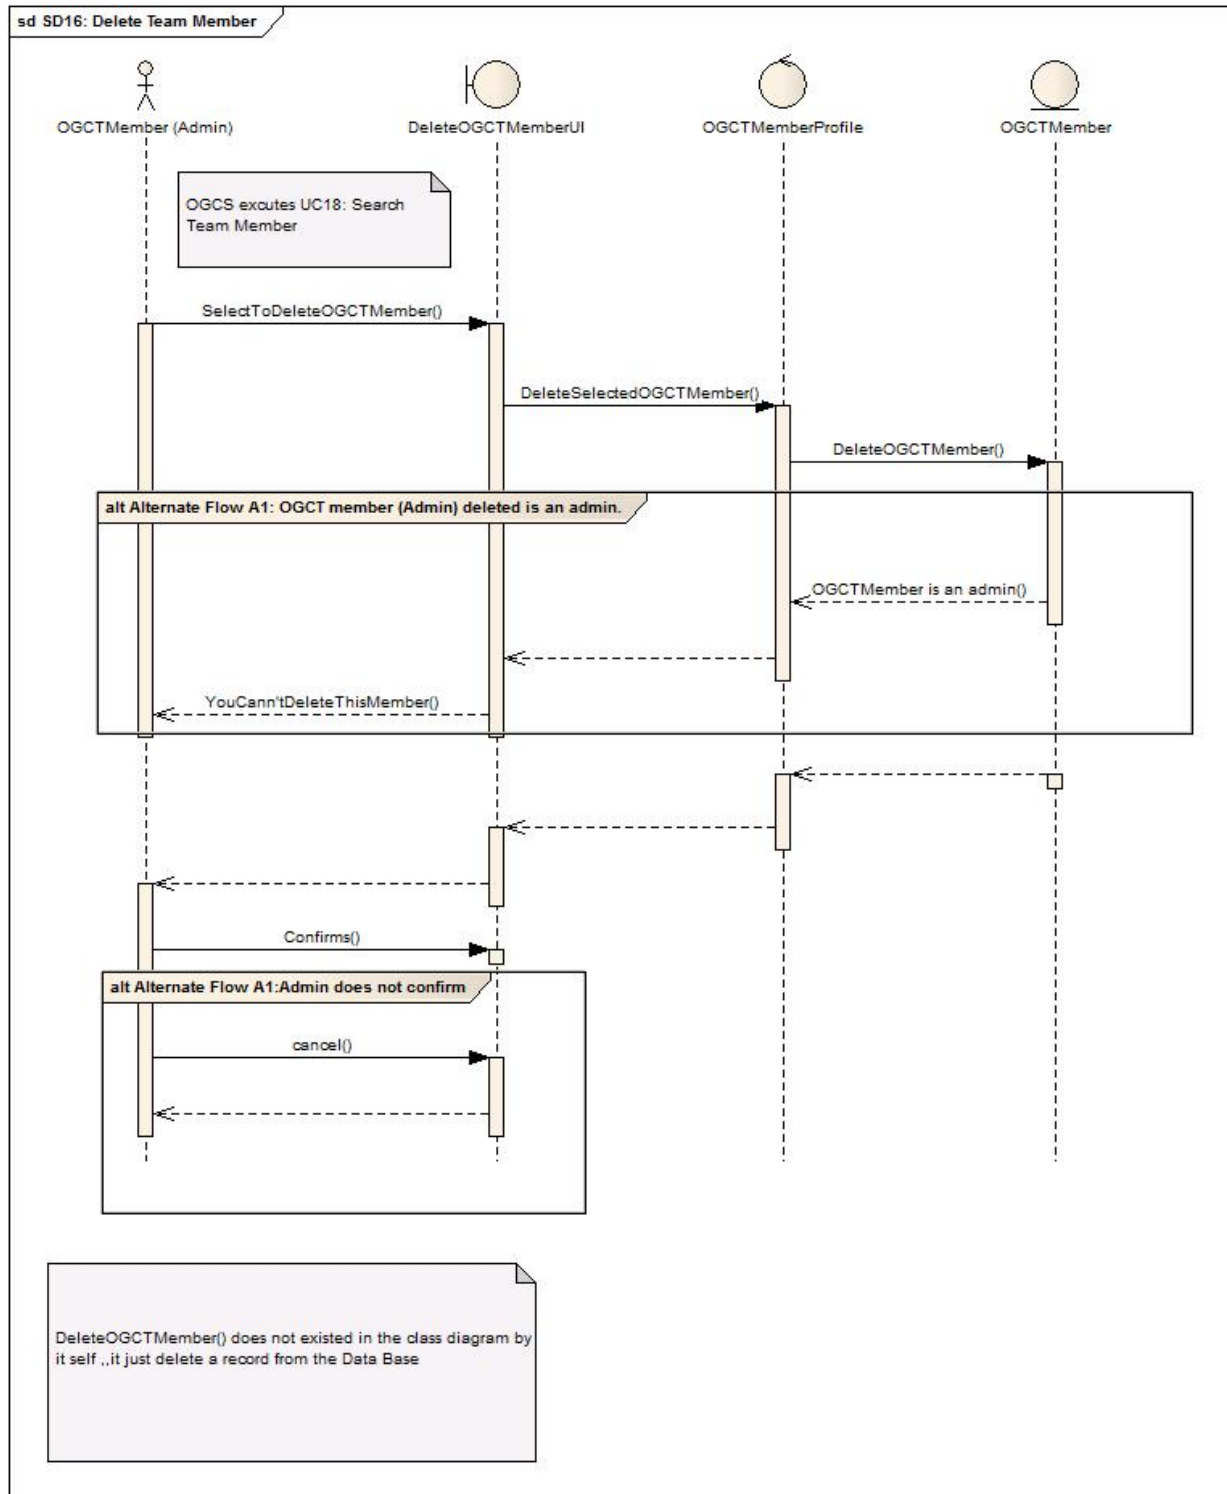 sd SD16: Delete Team Member
OGCTMember (Admin)
DeleteOGCTMemberUI
OGCTMemberProfile
OGCTMember
OGCS excutes UC18: Search
Team Member
SelectToDeleteOGCTMember()
DeleteSelectedOGCTMember()
DeleteOGCTMember()
alt Alternate Flow A1: OGCT member (Admin) deleted is an admin.
OGCTMember is an admin()
YouCann'tDeleteThisMember()
Confirms()
alt Alternate Flow A1:Admin does not confirm
cancel()
DeleteOGCTMember() does not existed in the class diagram by
it self ,,it just delete a record from the Data Base